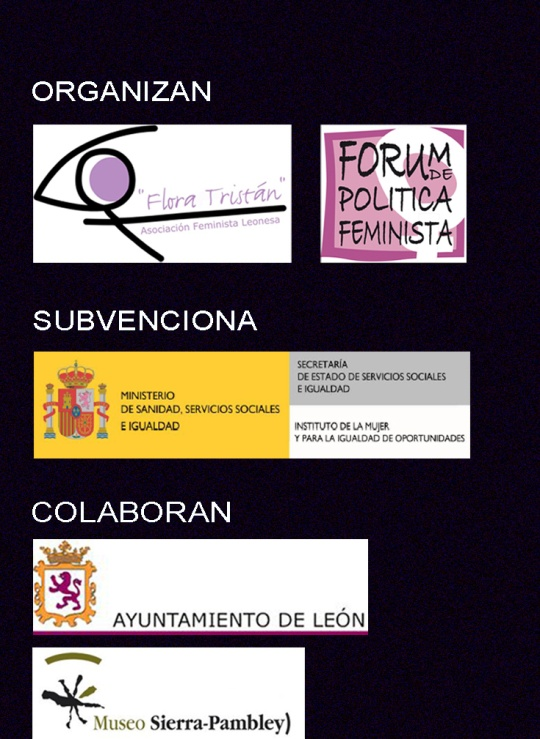 ORGANIZAN
"Flora Tristán"
Asociación Feminista Leonesa
FORUM
DE
POLITICA
FEMINISTA
SUBVENCIONA
MINISTERIO
DE SANIDAD, SERVICIOS SOCIALES
E IGUALDAD
SECRETARÍA
DE ESTADO DE SERVICIOS SOCIALES
E IGUALDAD
INSTITUTO DE LA MUJER
Y PARA LA IGUALDAD DE OPORTUNIDADES
COLABORAN
AYUNTAMIENTO DE LEÓN
Museo Sierra-Pambley)